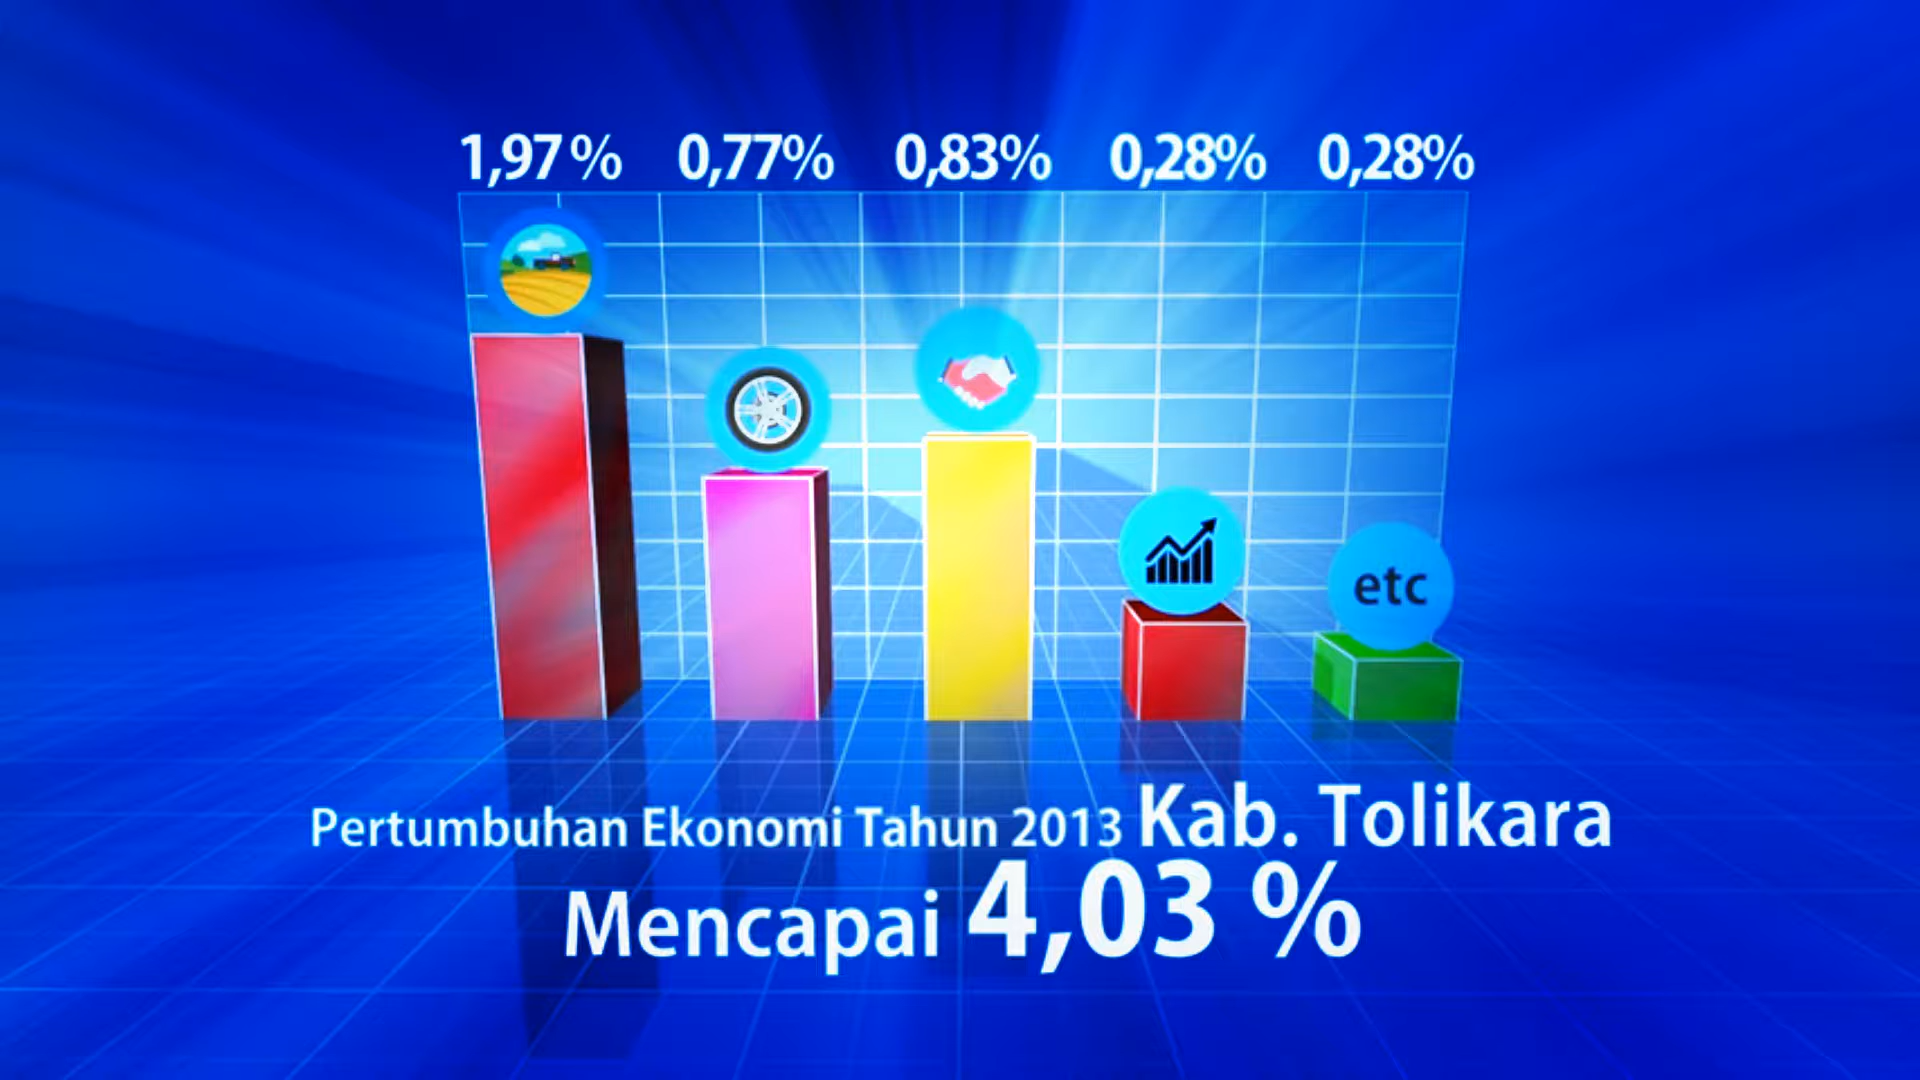 1,97 % 0,77% 0,83% 0,28% 0,28%
etc
Pertumbuhan Ekonomi Tahun 2013 Kab. Tolikara
Mencapai 4,03 %